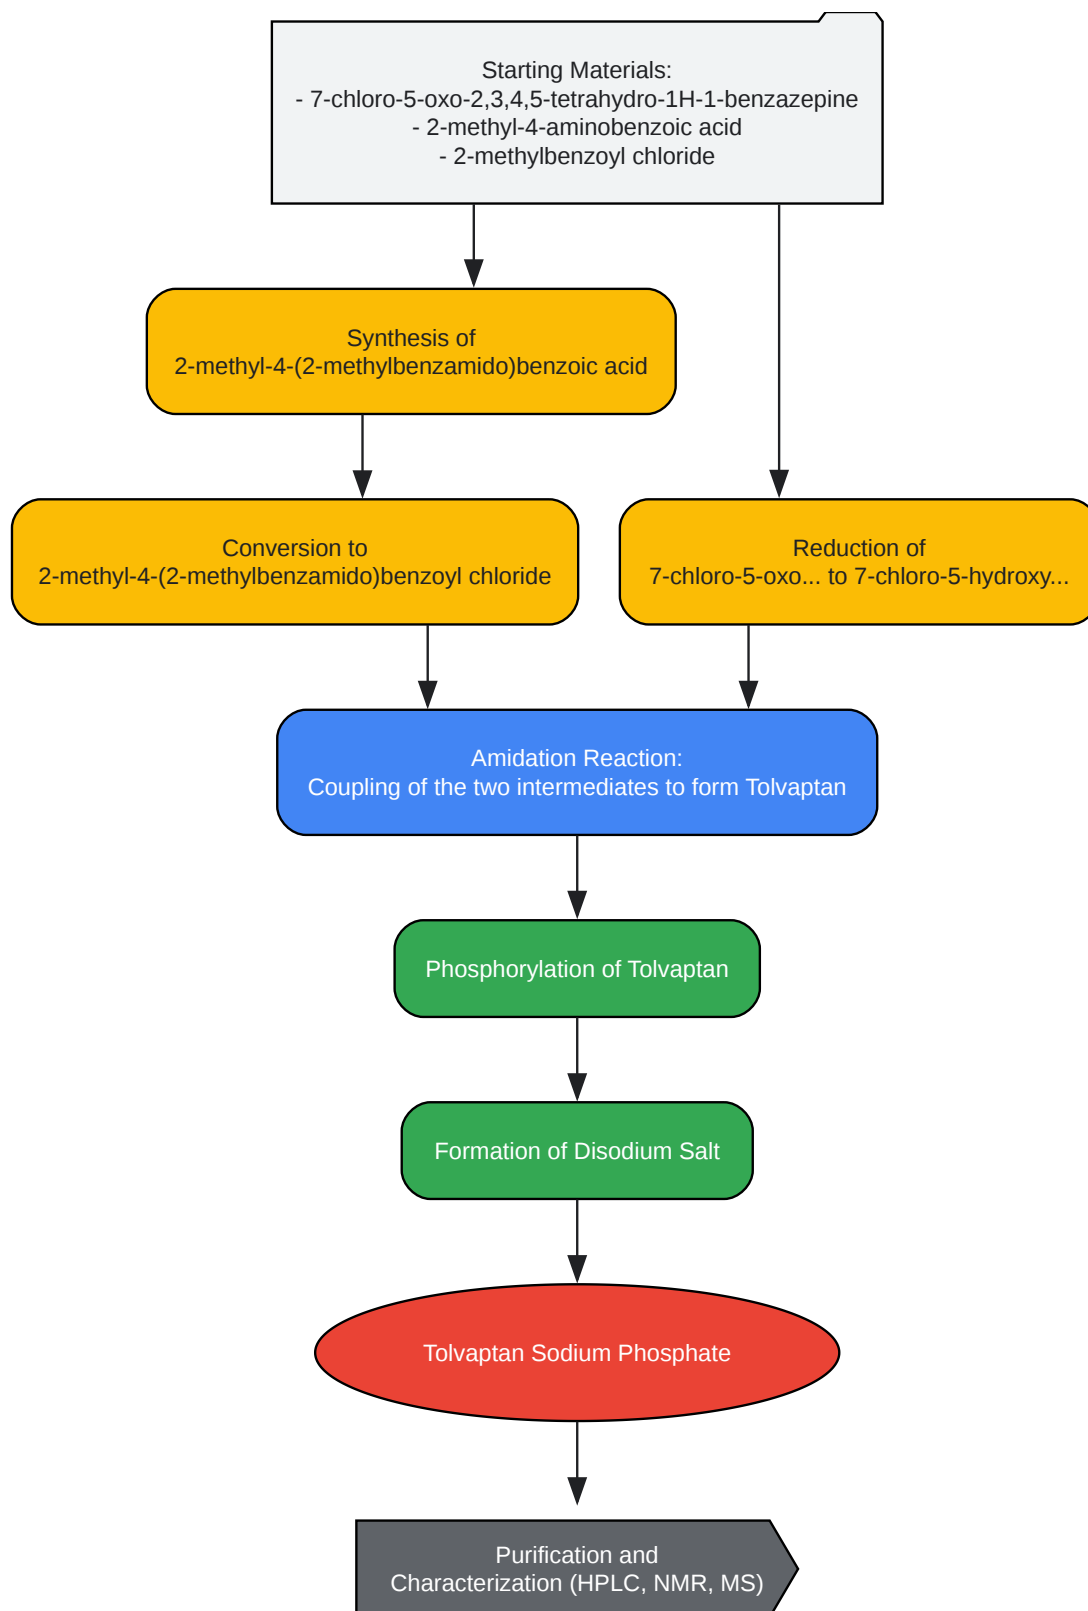 Starting Materials:
- 7-chloro-5-oxo-2,3,4,5-tetrahydro-1H-1-benzazepine
- 2-methyl-4-aminobenzoic acid
- 2-methylbenzoyl chloride
Synthesis of
2-methyl-4-(2-methylbenzamido)benzoic acid
Conversion to
2-methyl-4-(2-methylbenzamido)benzoyl chloride
Reduction of
7-chloro-5-oxo... to 7-chloro-5-hydroxy...
Amidation Reaction:
Coupling of the two intermediates to form Tolvaptan
Phosphorylation of Tolvaptan
Formation of Disodium Salt
Tolvaptan Sodium Phosphate
Purification and
Characterization (HPLC, NMR, MS)